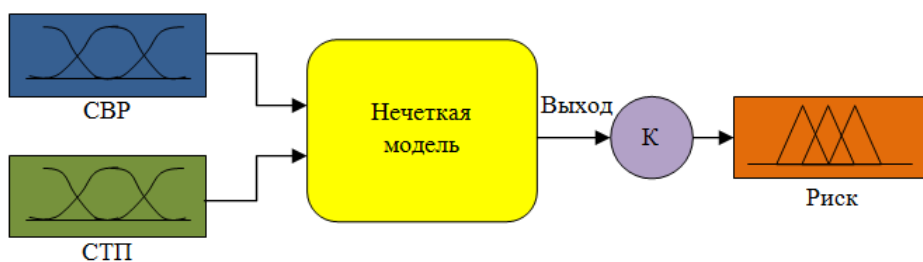 СВР
СТП
Нечеткая
модель
Выход
К
Риск